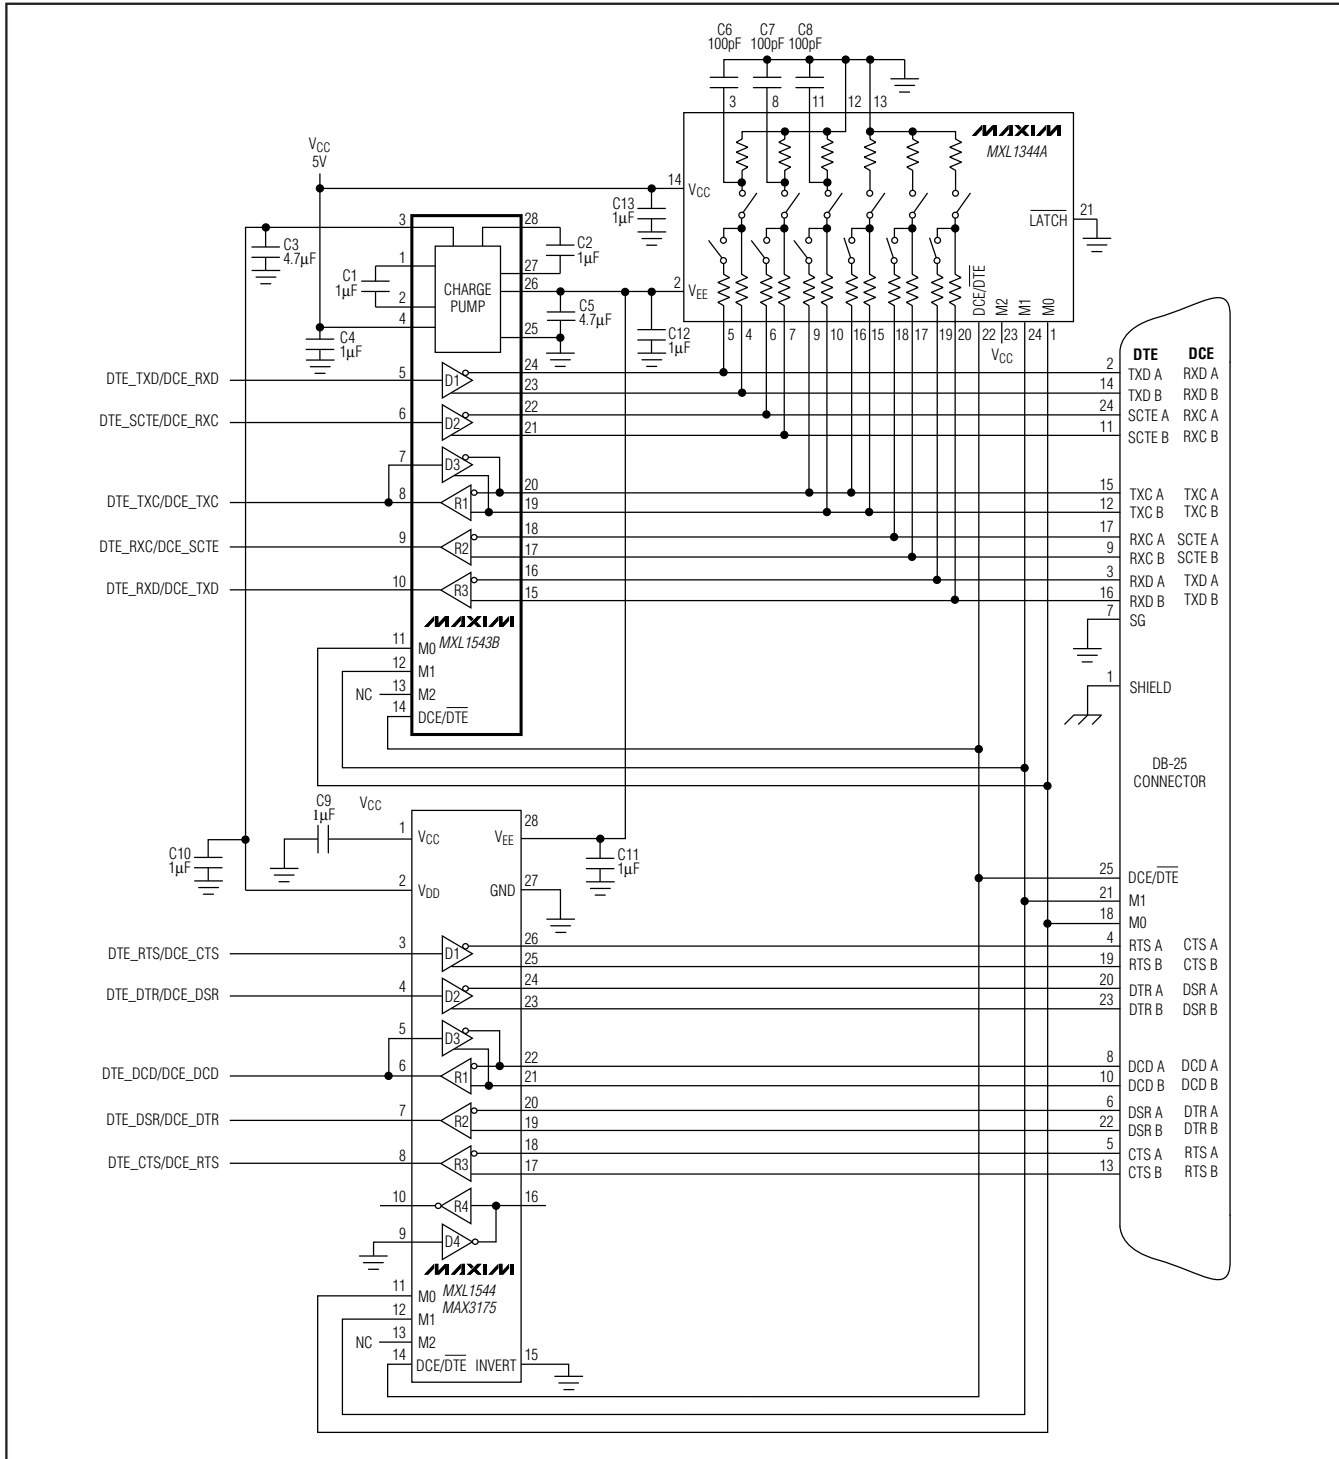 C6 C7 C8
100pF 100pF 100pF
3 8 11 12 13
MAXIM
MXL1344A
VCC
5V
14 VCC
C13
1µF
21
LATCH
3 28
C3
4.7µF
C2
1µF
1
27
C1
1µF
CHARGE
PUMP
26
2 VEE
DCE/DTE M2 M1 M0
2
C5
4.7µF
4
25
C4
1µF
C12
1µF
5 4 6 7 9 10 16 15 18 17 19 20 22 23 24 1
VCC
DTE DCE
DTE_TXD/DCE_RXD 5 D1 24 2 TXD A RXD A
23 14 TXD B RXD B
DTE_SCTE/DCE_RXC 6 D2 22 24 SCTE A RXC A
21 11 SCTE B RXC B
7 D3
DTE_TXC/DCE_TXC 8 R1 20 15 TXC A TXC A
19 12 TXC B TXC B
DTE_RXC/DCE_SCTE 9 R2 18 17 RXC A SCTE A
17 9 RXC B SCTE B
DTE_RXD/DCE_TXD 10 R3 16 3 RXD A TXD A
15 16 RXD B TXD B
7 SG
MAXIM
MXL1543B
11 M0
12 M1
NC 13 M2
14 DCE/DTE
1 SHIELD
DB-25
CONNECTOR
C9
1µF
VCC
1 VCC VEE 28
C10
1µF
C11
1µF
2 VDD GND 27
25 DCE/DTE
21 M1
18 M0
DTE_RTS/DCE_CTS 3 D1 26 4 RTS A CTS A
25 19 RTS B CTS B
DTE_DTR/DCE_DSR 4 D2 24 20 DTR A DSR A
23 23 DTR B DSR B
5 D3
DTE_DCD/DCE_DCD 6 R1 22 8 DCD A DCD A
21 10 DCD B DCD B
DTE_DSR/DCE_DTR 7 R2 20 6 DSR A DTR A
19 22 DSR B DTR B
DTE_CTS/DCE_RTS 8 R3 18 5 CTS A RTS A
17 13 CTS B RTS B
10 R4 16
9 D4
MAXIM
MXL1544
MAX3175
11 M0
12 M1
NC 13 M2
14 DCE/DTE INVERT 15